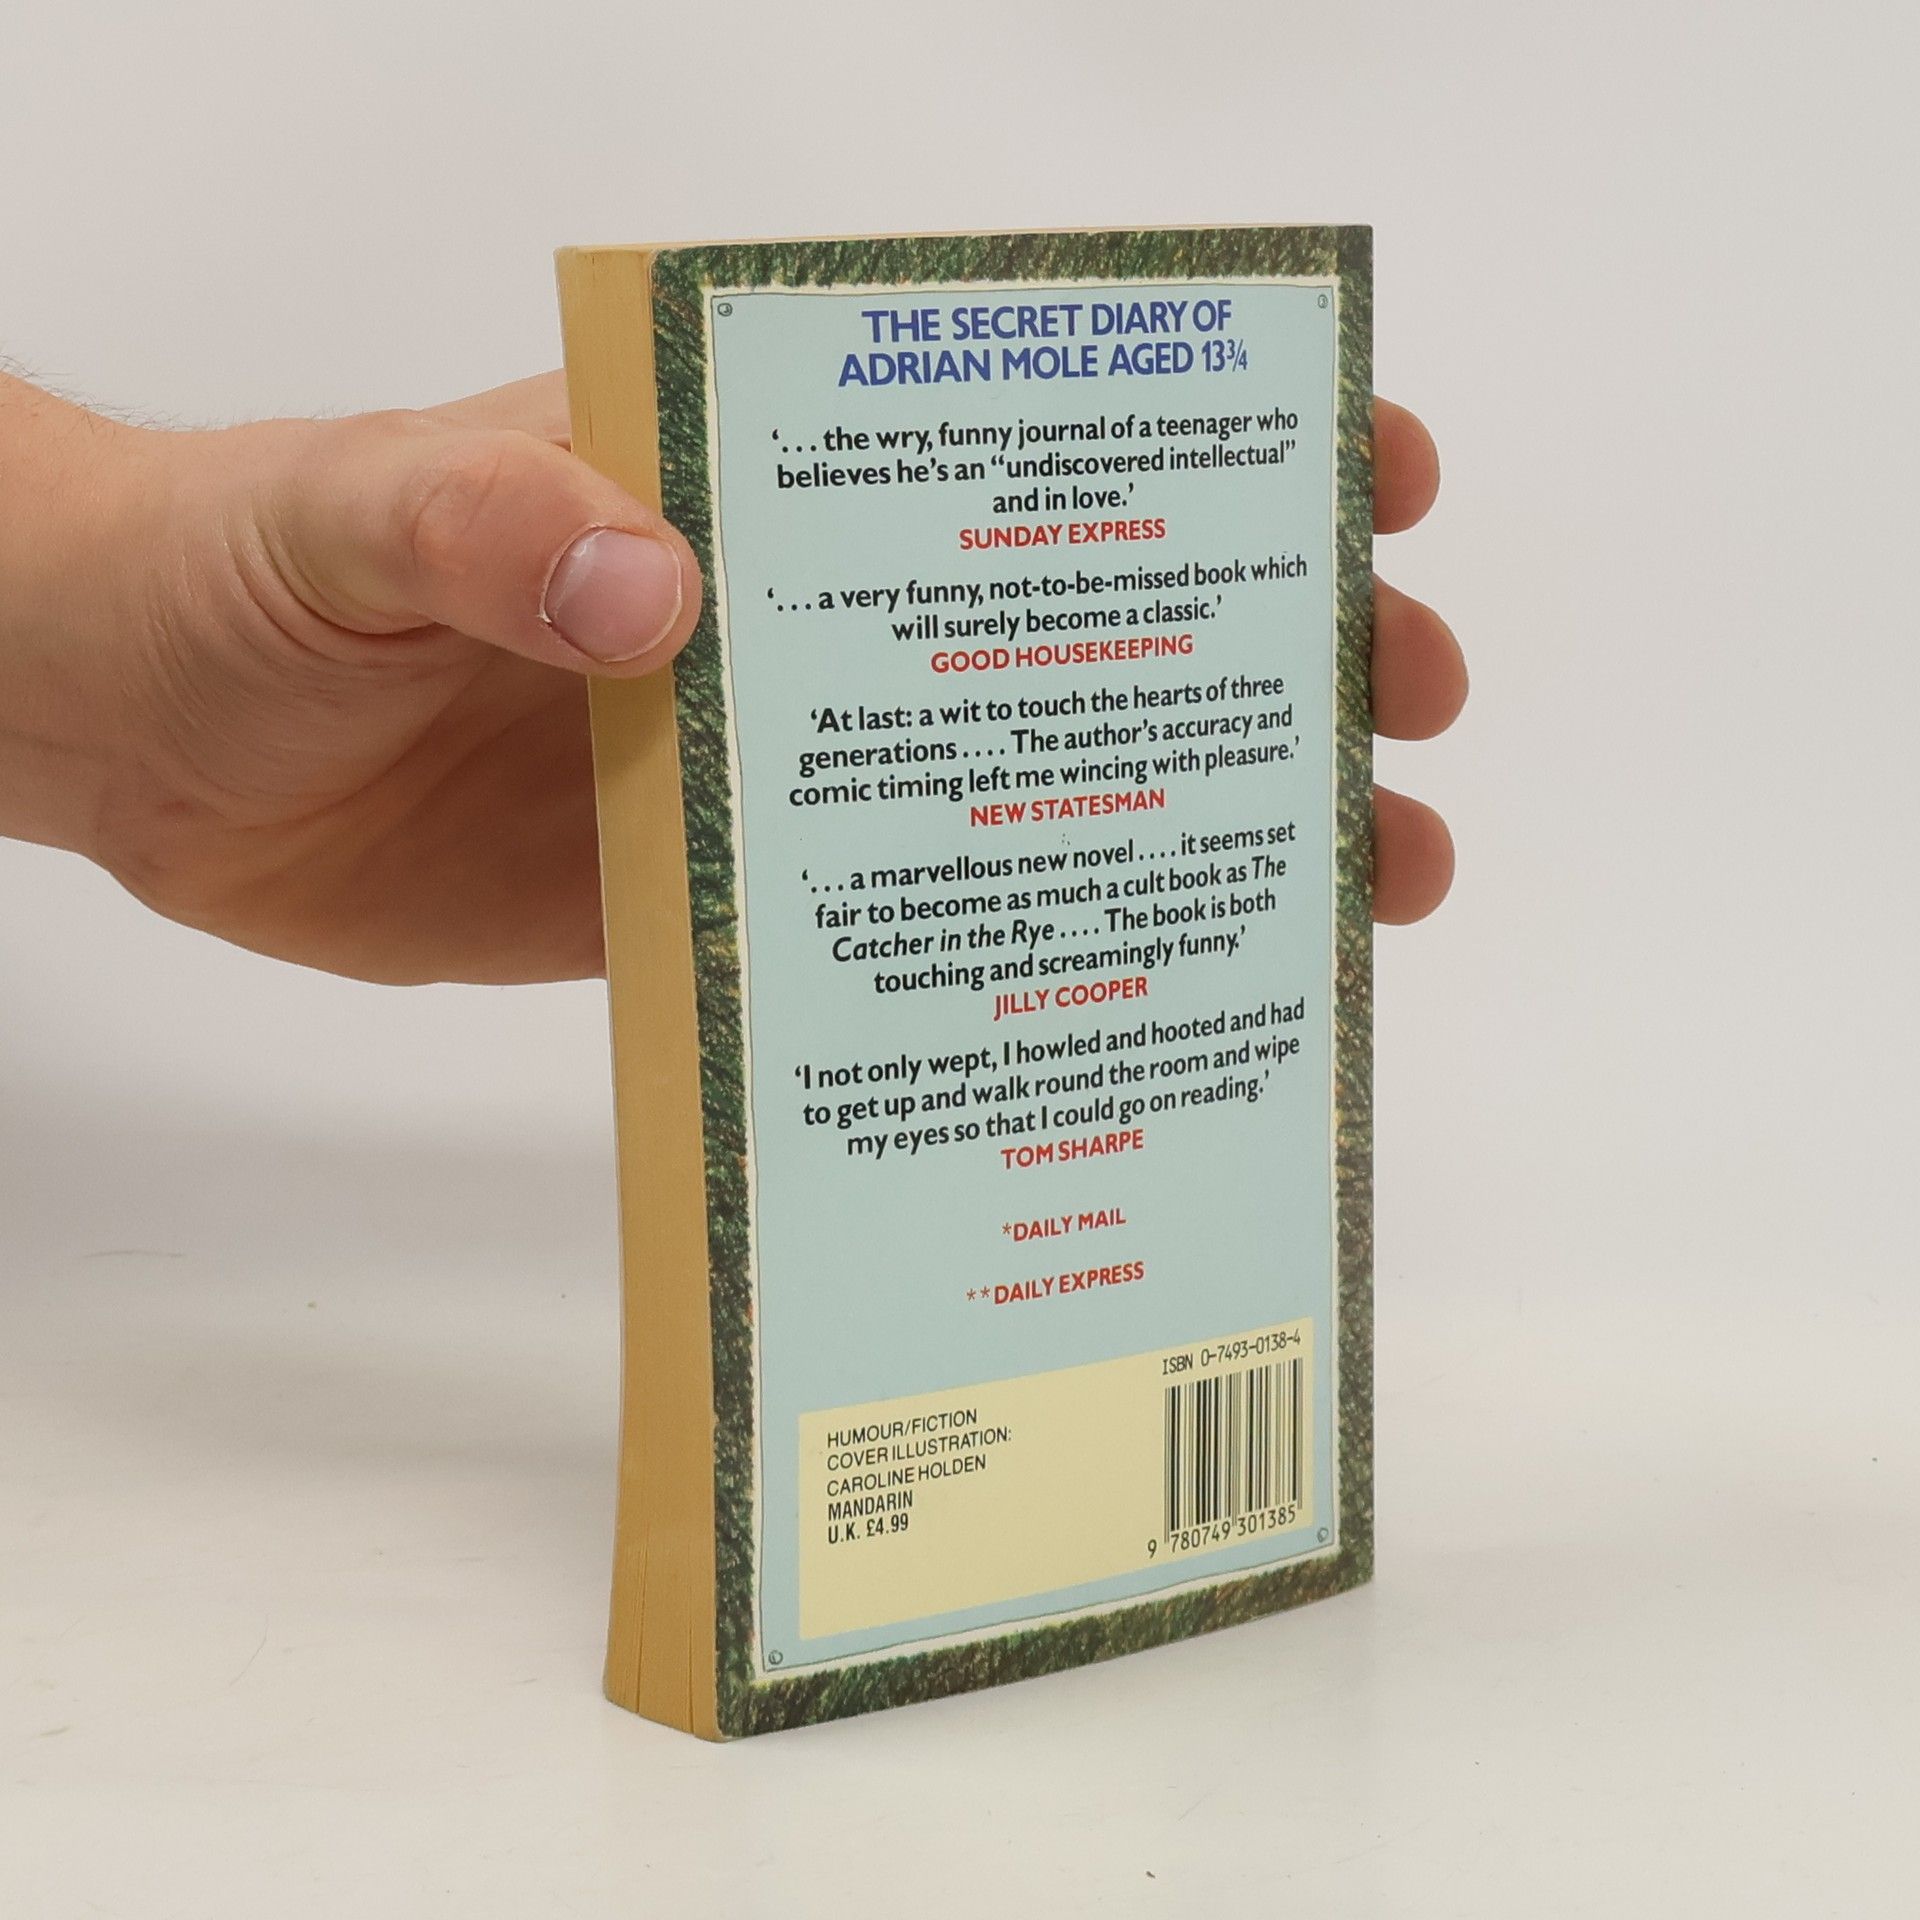 THE SECRET DIARY OF
ADRIAN MOLE AGED 13¾
‘... the wry, funny journal of a teenager who
believes he’s an “undiscovered intellectual”
and in love.’
SUNDAY EXPRESS
‘... a very funny, not-to-be-missed book which
will surely become a classic.’
GOOD HOUSEKEEPING
‘At last: a wit to touch the hearts of three
generations .... The author’s accuracy and
comic timing left me wincing with pleasure.’
NEW STATESMAN
‘... a marvellous new novel .... it seems set
fair to become as much a cult book as The
Catcher in the Rye .... The book is both
touching and screamingly funny.’
JILLY COOPER
‘I not only wept, I howled and hooted and had
to get up and walk round the room and wipe
my eyes so that I could go on reading.’
TOM SHARPE
*DAILY MAIL
**DAILY EXPRESS
ISBN 0-7493-0138-4
HUMOUR/FICTION
COVER ILLUSTRATION:
CAROLINE HOLDEN
MANDARIN
U.K. £4.99
9 780749 301385